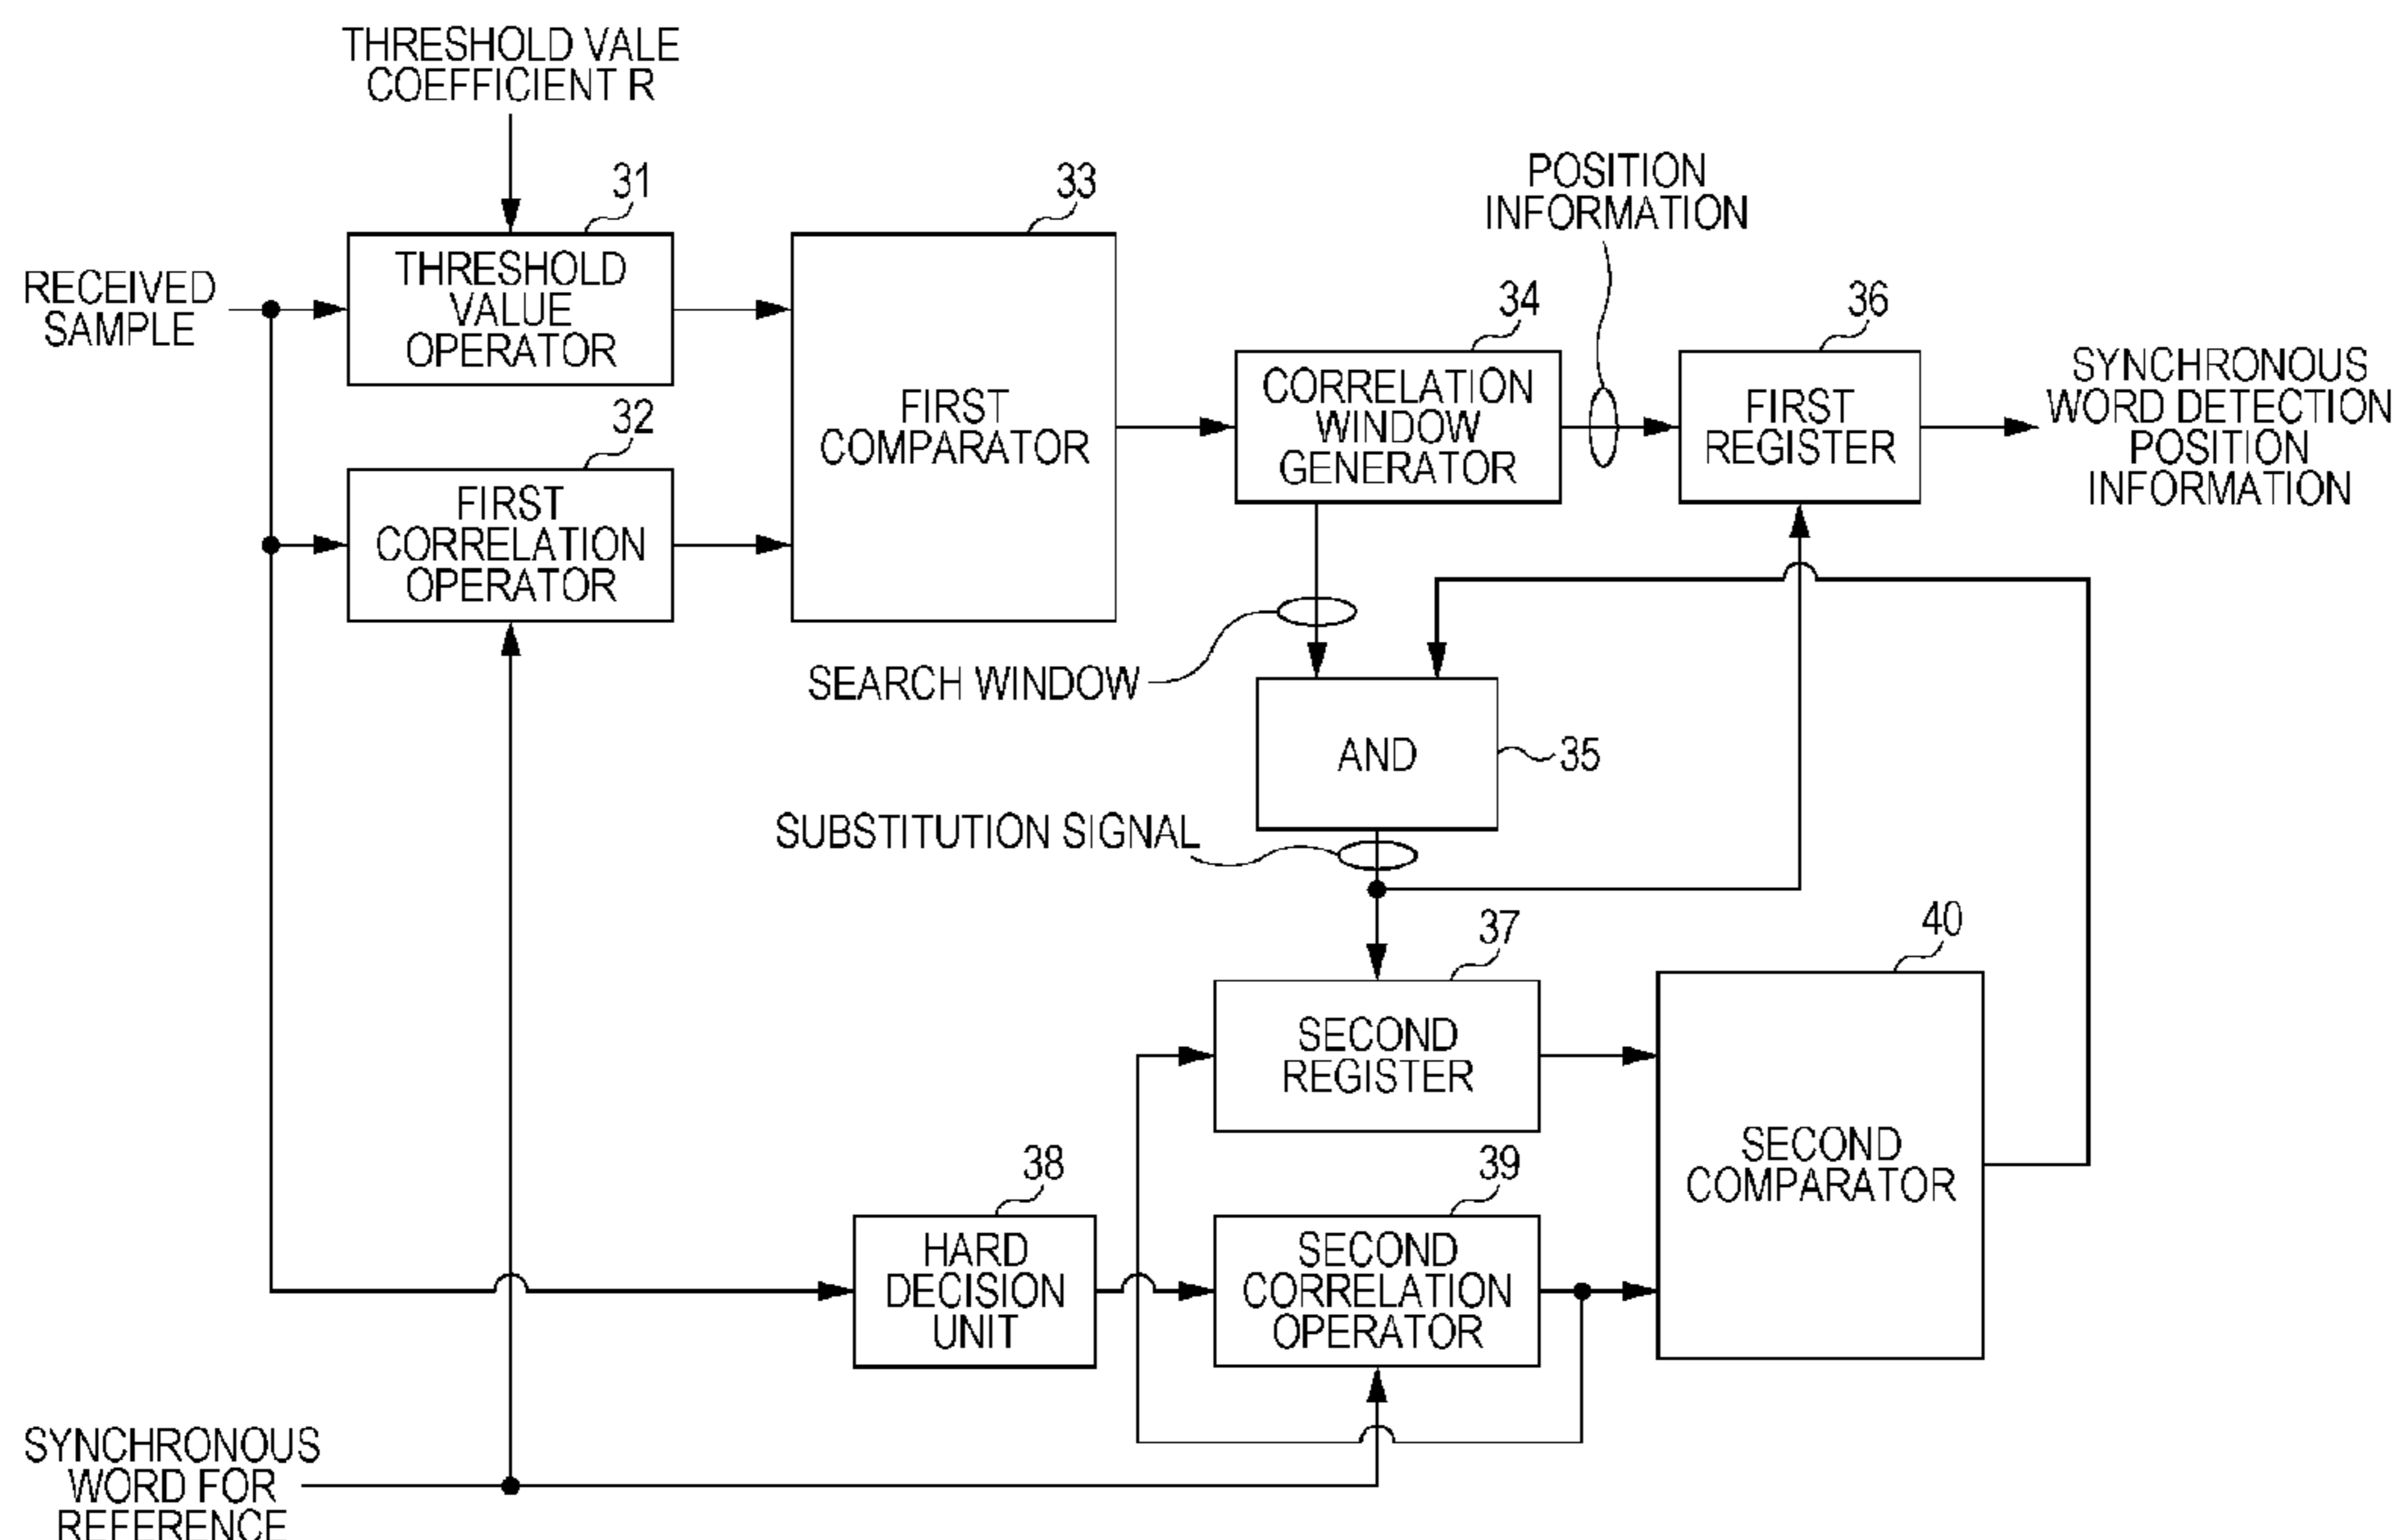 THRESHOLD VALE
COEFFICIENT R
31
33
POSITION
INFORMATION
RECEIVED
SAMPLE
THRESHOLD
VALUE
OPERATOR
34
36
32
FIRST
COMPARATOR
CORRELATION
WINDOW
GENERATOR
FIRST
REGISTER
SYNCHRONOUS
WORD DETECTION
POSITION
INFORMATION
FIRST
CORRELATION
OPERATOR
SEARCH WINDOW
AND
35
SUBSTITUTION SIGNAL
37
40
SECOND
REGISTER
38
39
SECOND
COMPARATOR
HARD
DECISION
UNIT
SECOND
CORRELATION
OPERATOR
SYNCHRONOUS
WORD FOR
REFERENCE